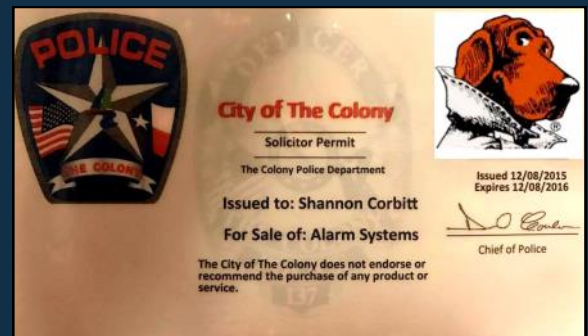 POLICE
THE COLONY
OFFICER
City of The Colony
Solicitor Permit
The Colony Police Department
Issued to: Shannon Corbitt
For Sale of: Alarm Systems
The City of The Colony does not endorse or
recommend the purchase of any product or
service.
137
®
Issued 12/08/2015
Expires 12/08/2016
Chief of Police